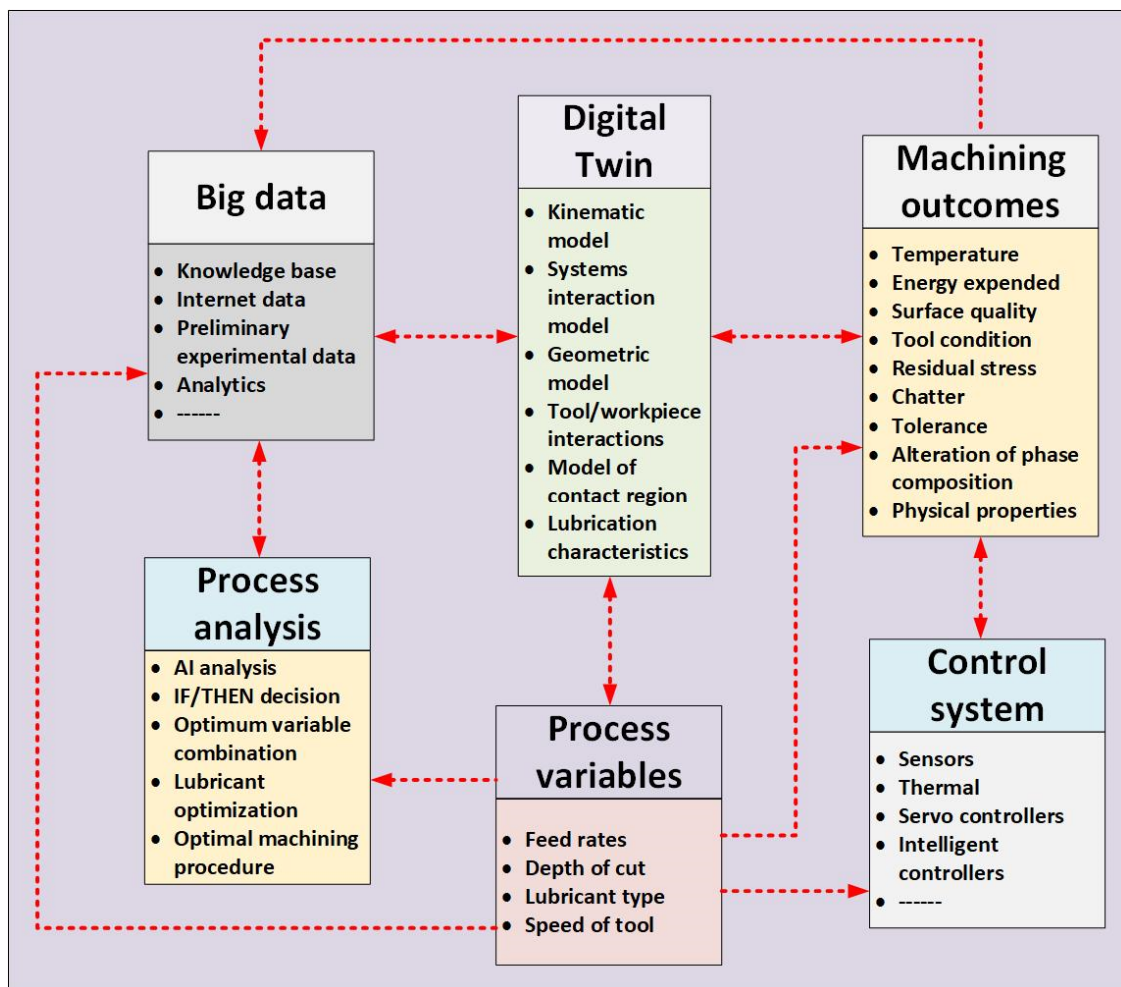 Big data
• Knowledge base
• Internet data
• Preliminary
experimental data
• Analytics
• ------
Digital
Twin
• Kinematic
model
• Systems
interaction
model
• Geometric
model
• Tool/workpiece
interactions
• Model of
contact region
• Lubrication
characteristics
Machining
outcomes
• Temperature
• Energy expended
• Surface quality
• Tool condition
• Residual stress
• Chatter
• Tolerance
• Alteration of phase
composition
• Physical properties
Process
analysis
• AI analysis
• IF/THEN decision
• Optimum variable
combination
• Lubricant
optimization
• Optimal machining
procedure
Process
variables
• Feed rates
• Depth of cut
• Lubricant type
• Speed of tool
Control
system
• Sensors
• Thermal
• Servo controllers
• Intelligent
controllers
• ------